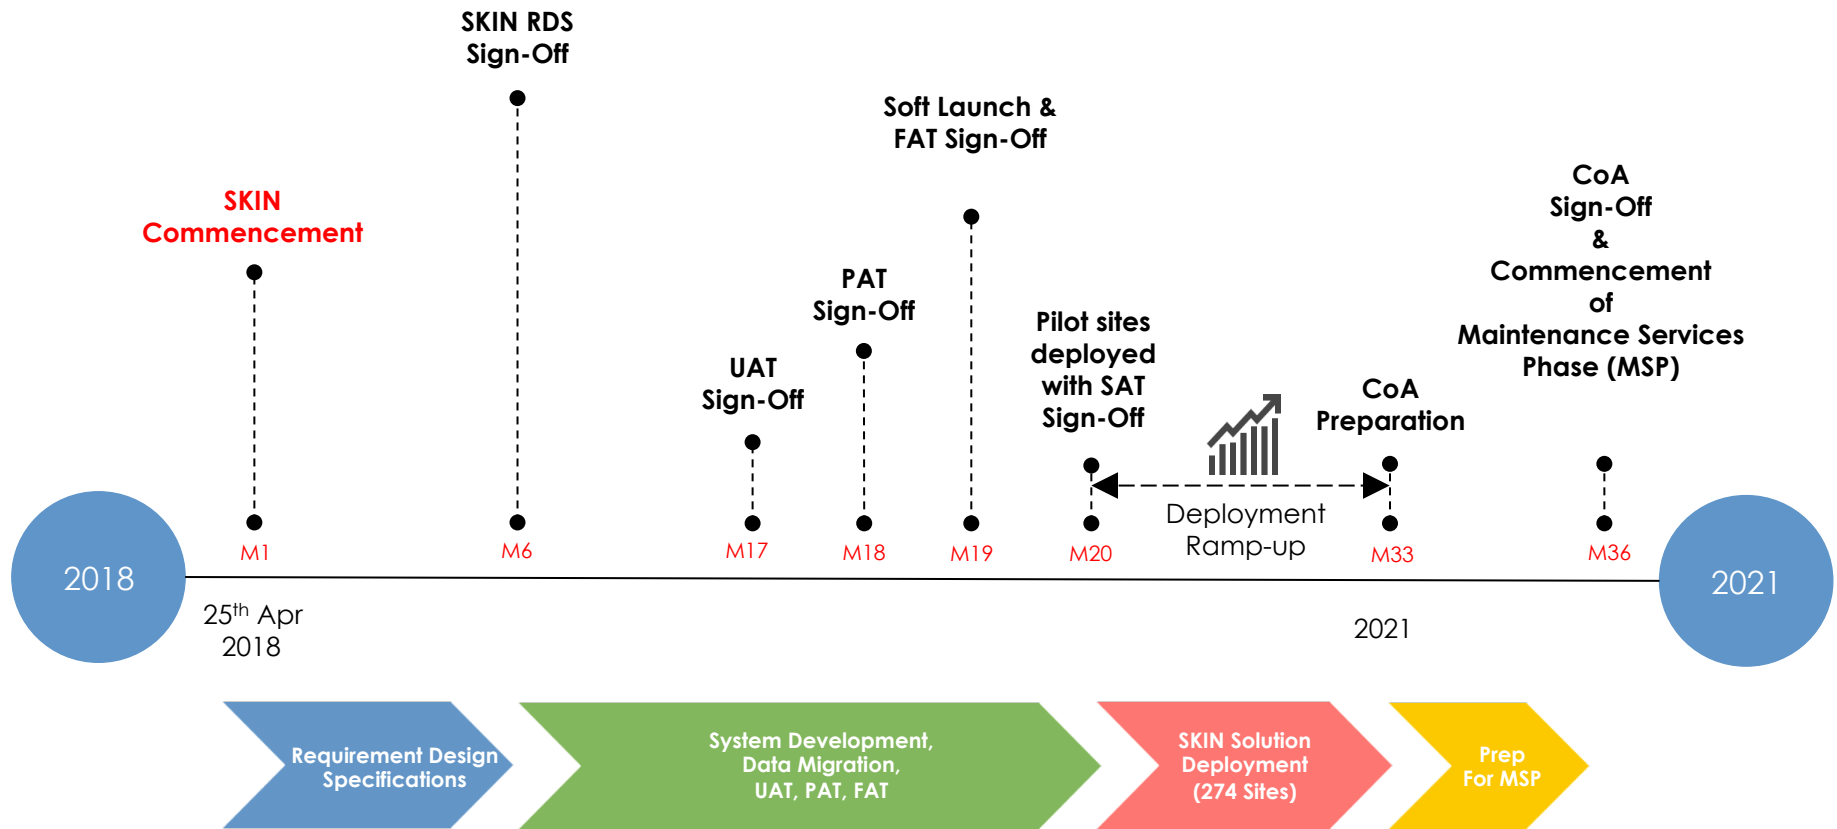 SKIN RDS
Sign-Off
Soft Launch &
FAT Sign-Off
SKIN
Commencement
CoA
Sign-Off
&
Commencement
of
Maintenance Services
Phase (MSP)
PAT
Sign-Off
Pilot sites
deployed
with SAT
Sign-Off
UAT
Sign-Off
CoA
Preparation
Deployment
Ramp-up
M1
M6
M17
M18
M19
M20
M33
M36
2018
2021
25th Apr
2018
2021
Requirement Design
Specifications
System Development,
Data Migration,
UAT, PAT, FAT
SKIN Solution
Deployment
(274 Sites)
Prep
For MSP